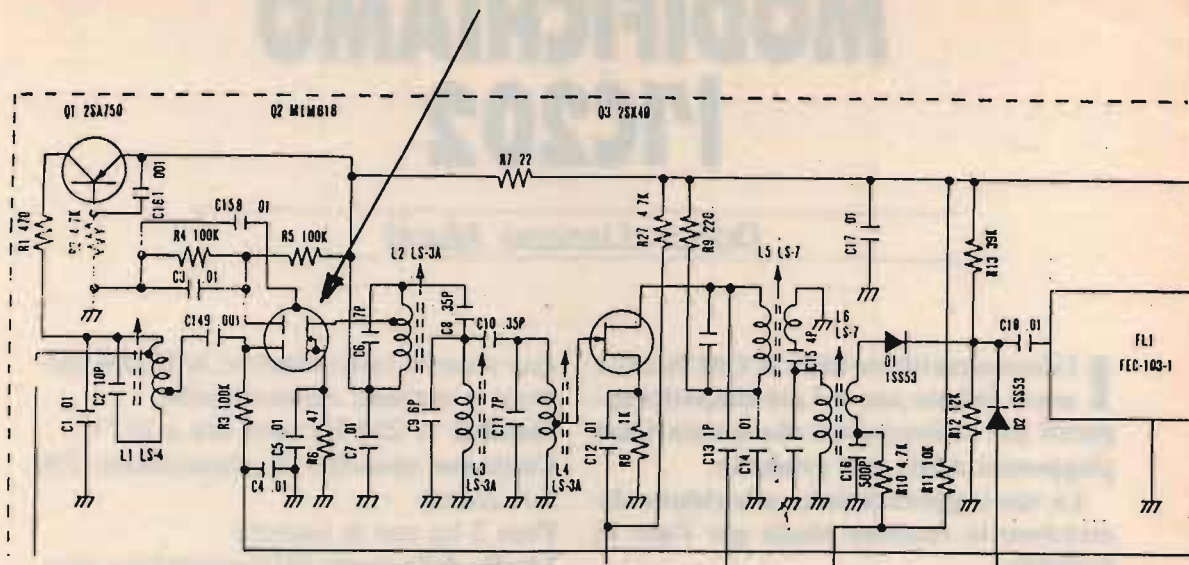 Q1 2SA750
Q2 MEM616
Q3 2SK49
R1 470
4.7K
C161 .001
C158 .01
R4 100K
R5 100K
C3 .01
R7 22
L2 LS-3A
C149 .001
C6 7P
C8 .35P
C10 .35P
R27 4.7K
R9 220
L5 LS-7
C17 .01
R13 39K
C1 .01
C2 10P
L1 LS-4
R3 100K
C4 .01
C5 .01
R6 47
C7 .01
C9 6P
L3
LS-3A
C11 7P
L4
LS-3A
C12 .01
R8 1K
C13 1P
C14 .01
C15 4P
L6
LS-7
D1
1SS53
C16
500P
R10 4.7K
R11 10K
R12 12K
D2 1SS53
C18 .01
FL1
FEC-103-1